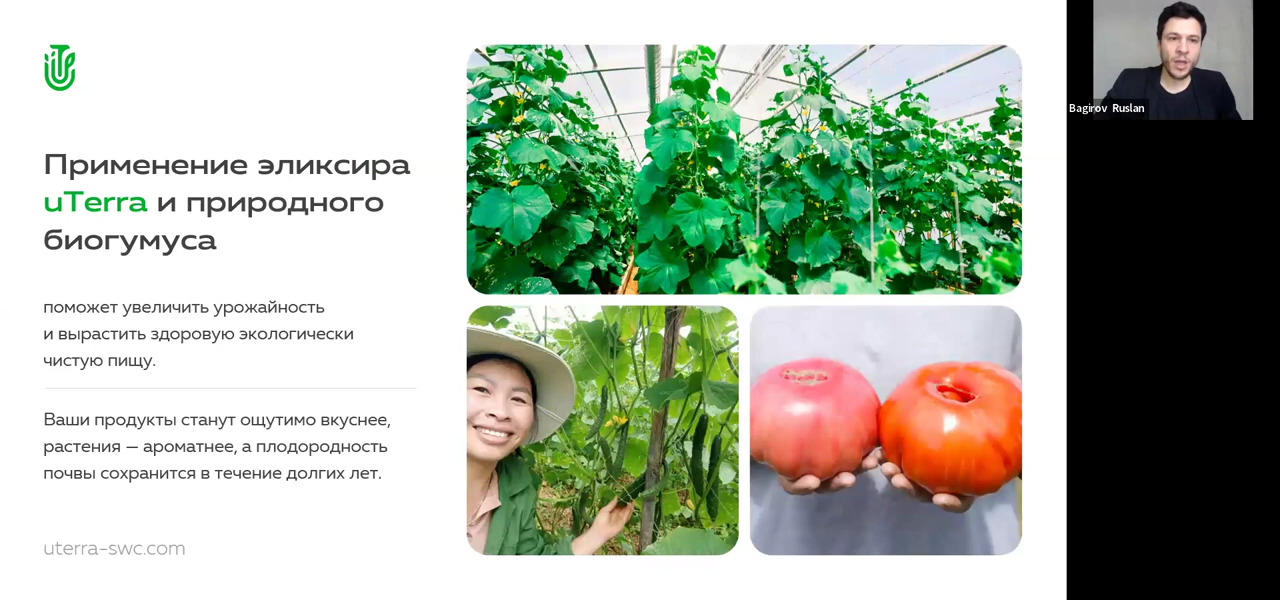 Применение эликсира
uTerra и природного
биогумуса
поможет увеличить урожайность
и вырастить здоровую экологически
чистую пищу.
Ваши продукты станут ощутимо вкуснее,
растения — ароматнее, а плодородность
почвы сохранится в течение долгих лет.
uterra-swc.com
Bagirov Ruslan